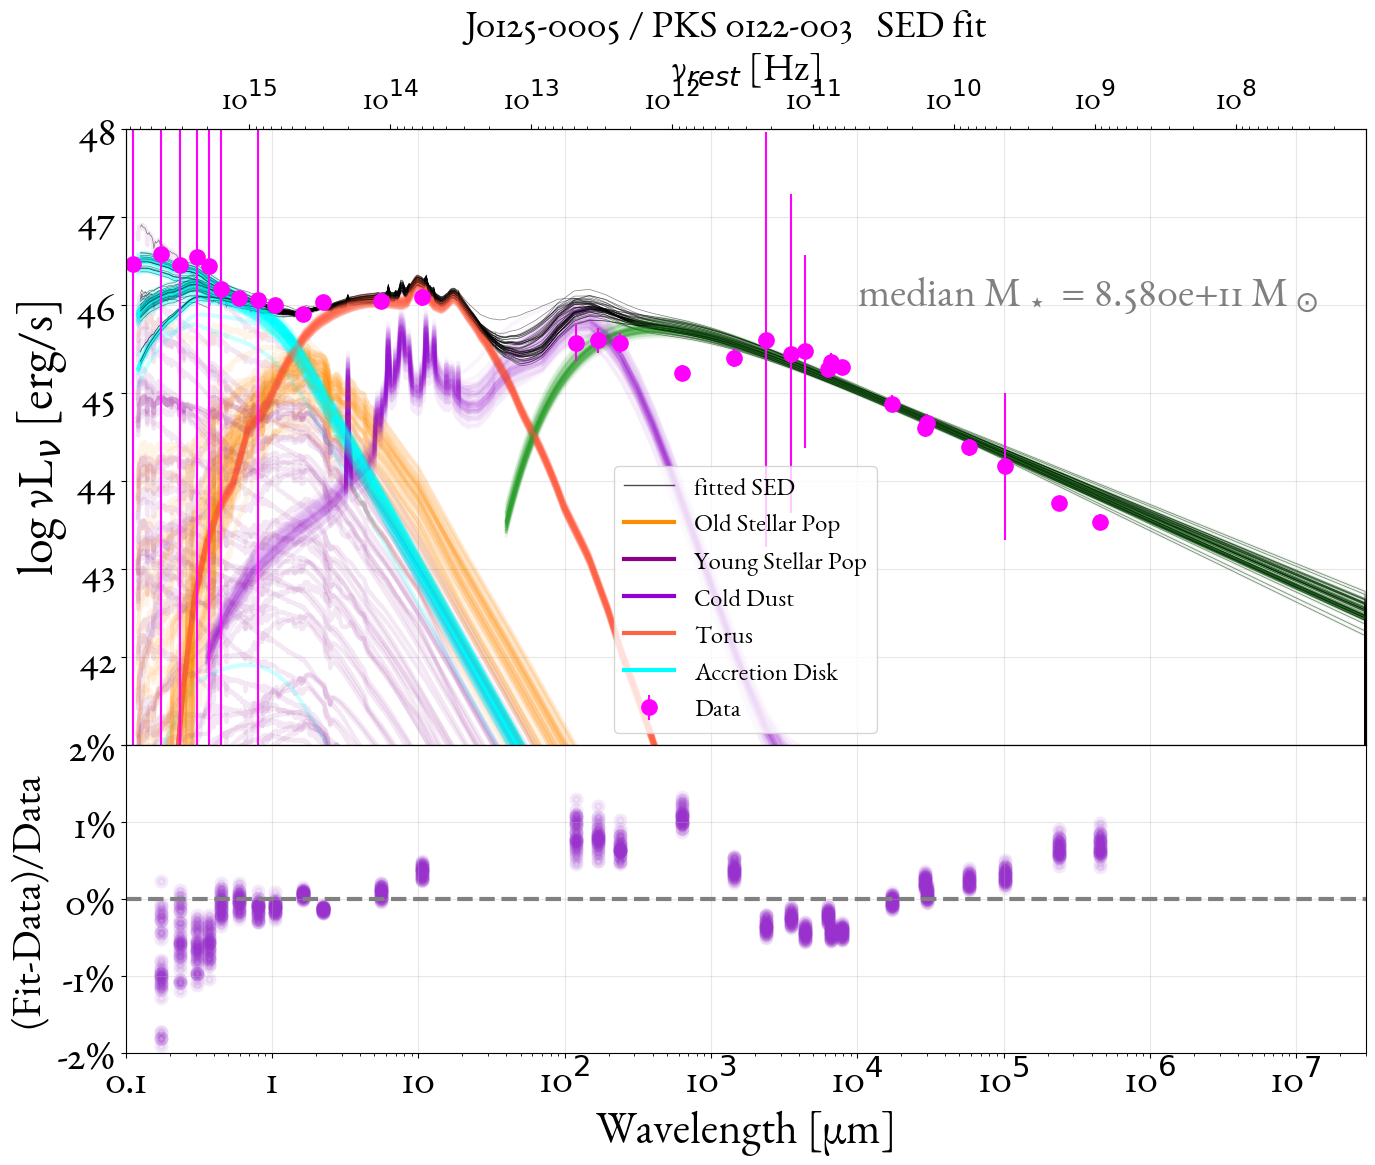 J0125-0005 / PKS 0122-003   SED fit
νrest [Hz]
10^15 10^14 10^13 10^12 10^11 10^10 10^9 10^8
log νLν [erg/s]
48
47
46
45
44
43
42
median M⋆ = 8.580e+11 M⊙
fitted SED
Old Stellar Pop
Young Stellar Pop
Cold Dust
Torus
Accretion Disk
Data
(Fit-Data)/Data
2%
1%
0%
-1%
-2%
0.1 1 10 10^2 10^3 10^4 10^5 10^6 10^7
Wavelength [μm]